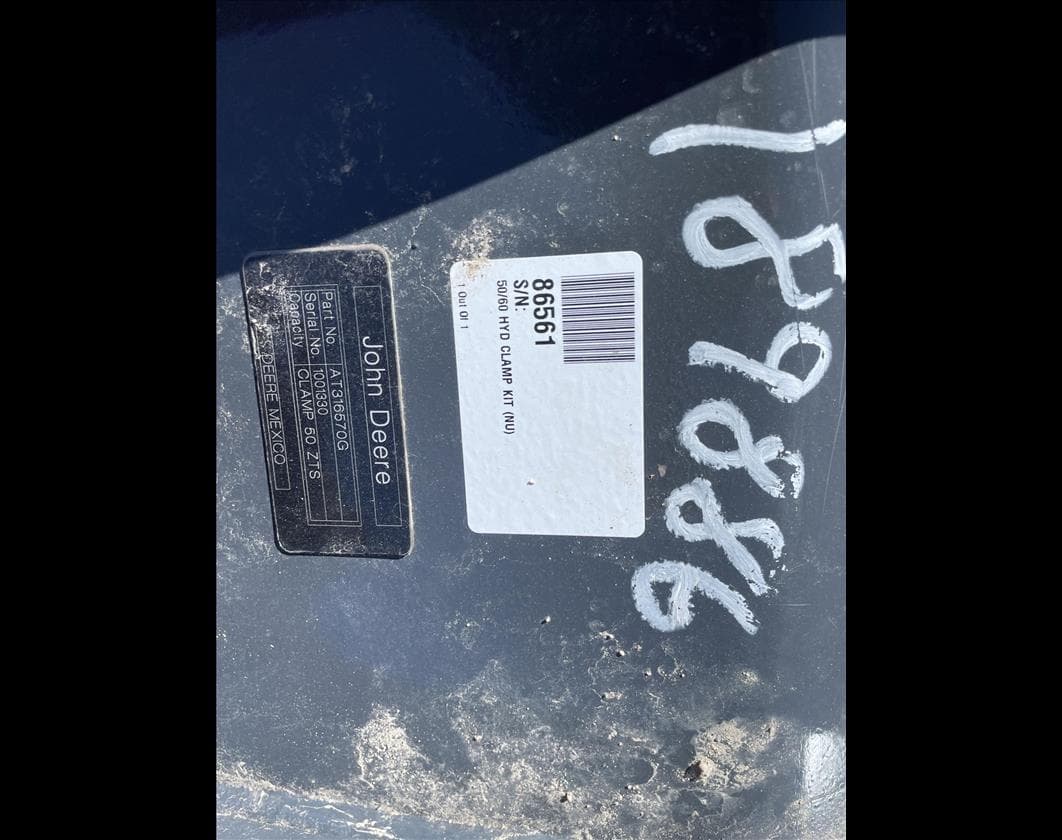 189886
86561
S/N:
50/60 HYD CLAMP KIT (NU)
1 Out Of 1
John Deere
Part No. AT316570G
Serial No. 1001330
Capacity CLAMP 50 ZTS
DEERE MEXICO